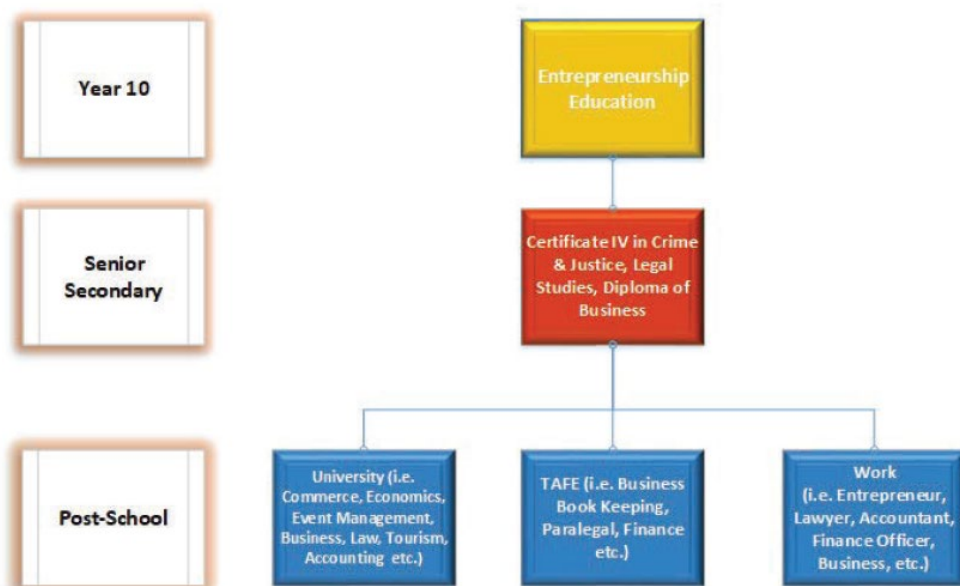 Year 10
Entrepreneurship
Education
Senior
Secondary
Certificate IV in Crime
& Justice, Legal
Studies, Diploma of
Business
Post-School
University (i.e.
Commerce, Economics,
Event Management,
Business, Law, Tourism,
Accounting etc.)
TAFE (i.e. Business
Book Keeping,
Paralegal, Finance
etc.)
Work
(i.e. Entrepreneur,
Lawyer, Accountant,
Finance Officer,
Business, etc.)